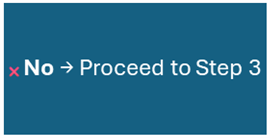 × No → Proceed to Step 3